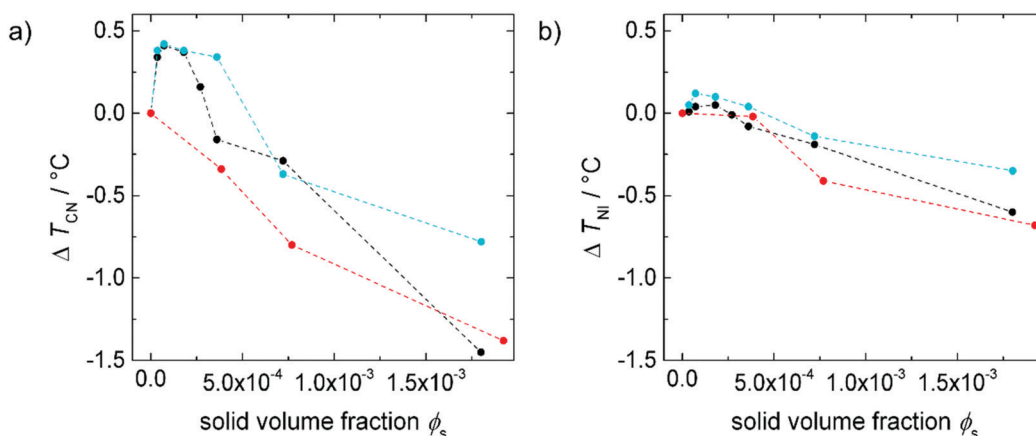 a)
0.5
0.0
-0.5
-1.0
-1.5
Δ T_CN / °C
0.0 5.0x10⁻⁴ 1.0x10⁻³ 1.5x10⁻³
solid volume fraction ϕ_s
b)
0.5
0.0
-0.5
-1.0
-1.5
Δ T_NI / °C
0.0 5.0x10⁻⁴ 1.0x10⁻³ 1.5x10⁻³
solid volume fraction ϕ_s